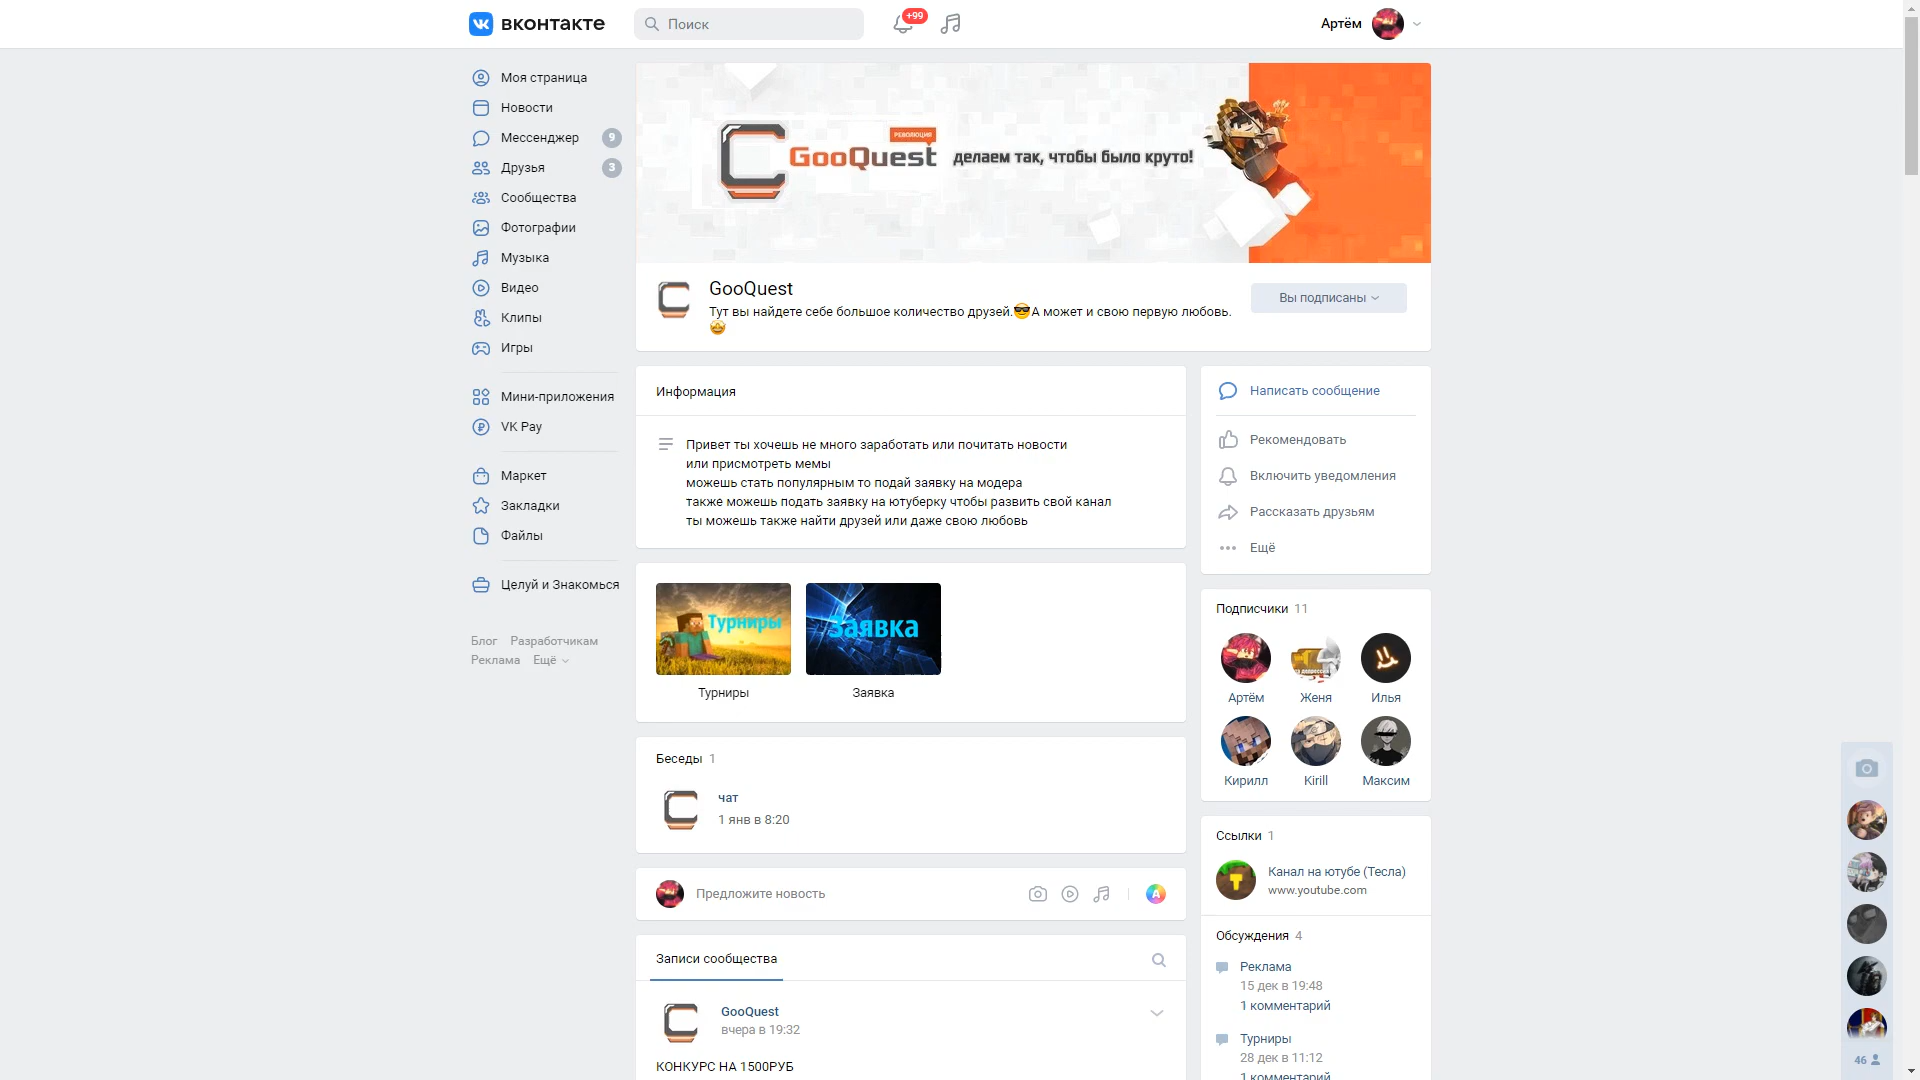 вконтакте
Поиск
+99
Артём
Моя страница
Новости
Мессенджер 9
Друзья 3
Сообщества
Фотографии
Музыка
Видео
Клипы
Игры
Мини-приложения
VK Pay
Маркет
Закладки
Файлы
Целуй и Знакомься
Блог Разработчикам
Реклама Ещё
РЕВОЛЮЦИЯ
GooQuest делаем так, чтобы было круто!
GooQuest
Тут вы найдете себе большое количество друзей.😎А может и свою первую любовь.
🤩
Вы подписаны
Информация
Привет ты хочешь не много заработать или почитать новости
или присмотреть мемы
можешь стать популярным то подай заявку на модера
также можешь подать заявку на ютуберку чтобы развить свой канал
ты можешь также найти друзей или даже свою любовь
Турниры
Заявка
Турниры
Заявка
Беседы 1
чат
1 янв в 8:20
Предложите новость
Записи сообщества
GooQuest
вчера в 19:32
КОНКУРС НА 1500РУБ
Написать сообщение
Рекомендовать
Включить уведомления
Рассказать друзьям
Ещё
Подписчики 11
Артём
Женя
Илья
Кирилл
Kirill
Максим
Ссылки 1
Канал на ютубе (Тесла)
www.youtube.com
Обсуждения 4
Реклама
15 дек в 19:48
1 комментарий
Турниры
28 дек в 11:12
1 комментарий
46